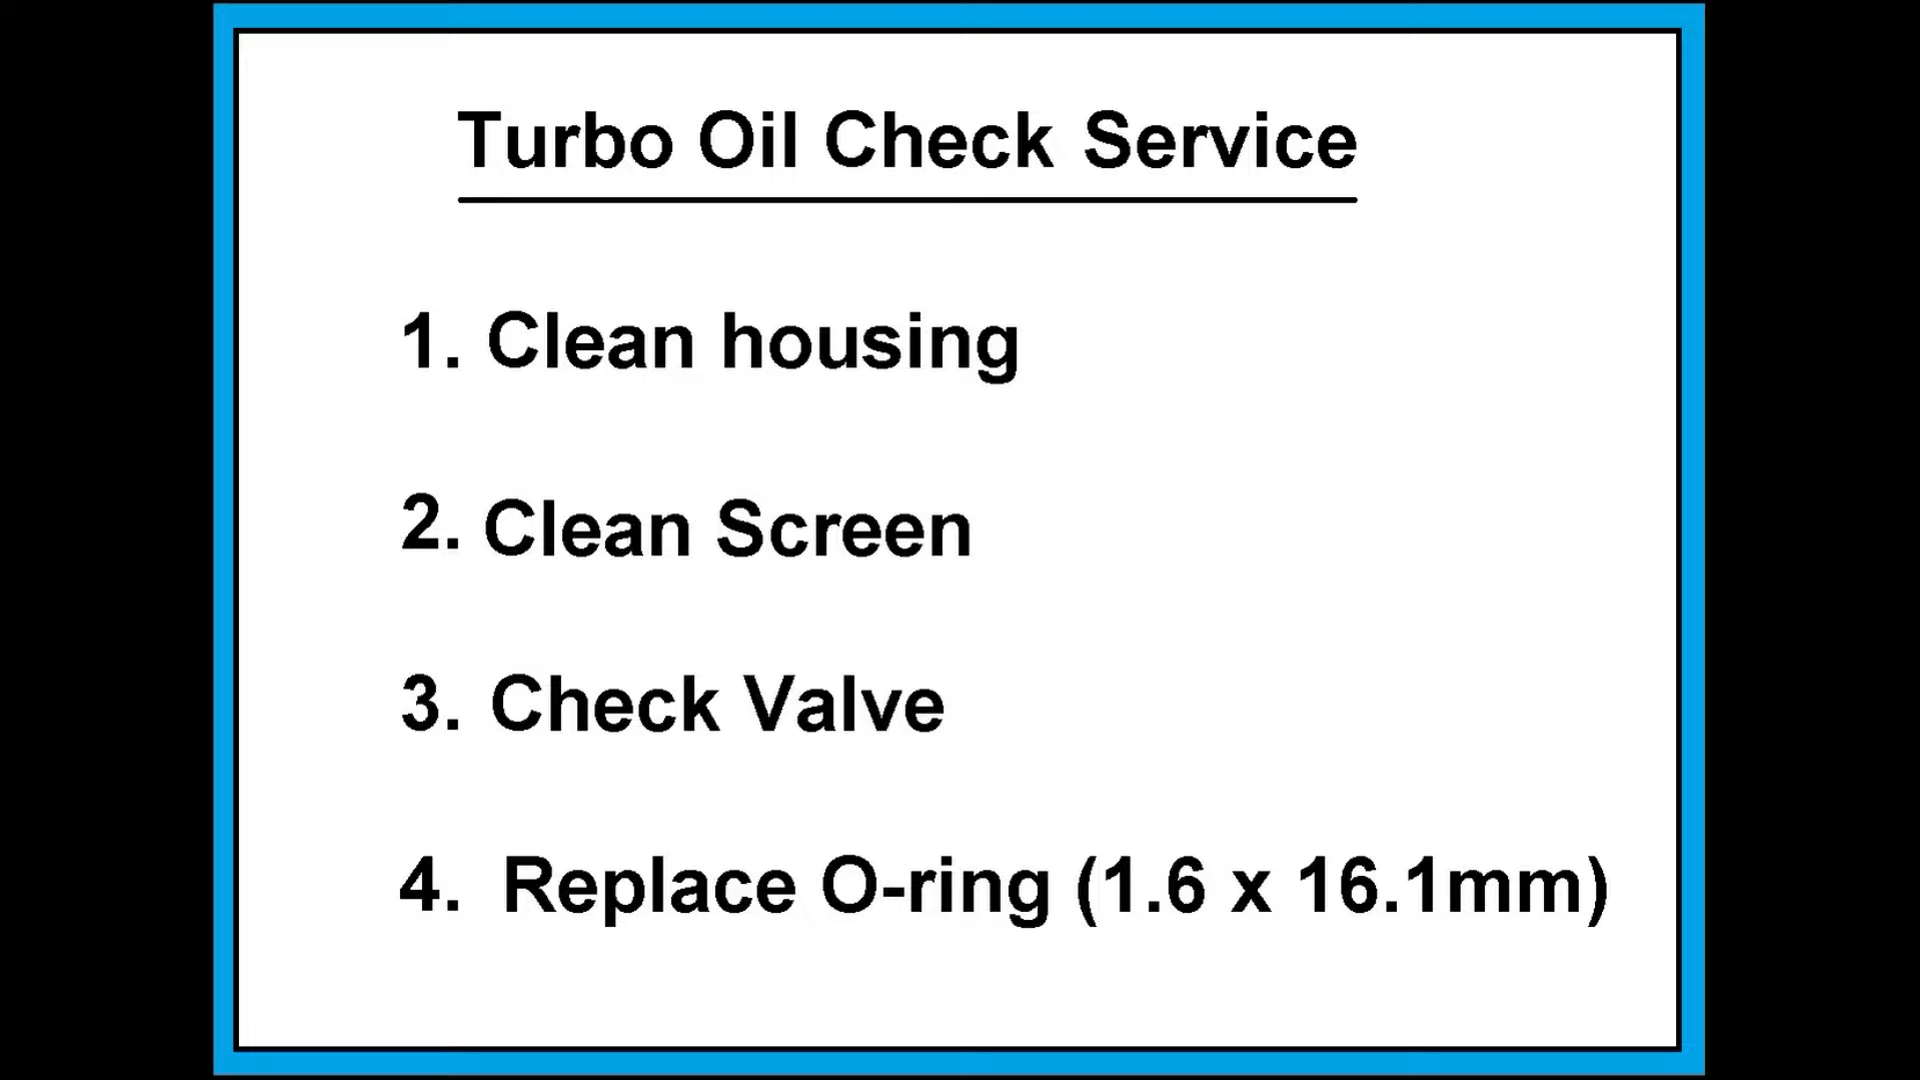 Turbo Oil Check Service
1. Clean housing
2. Clean Screen
3. Check Valve
4. Replace O-ring (1.6 x 16.1mm)